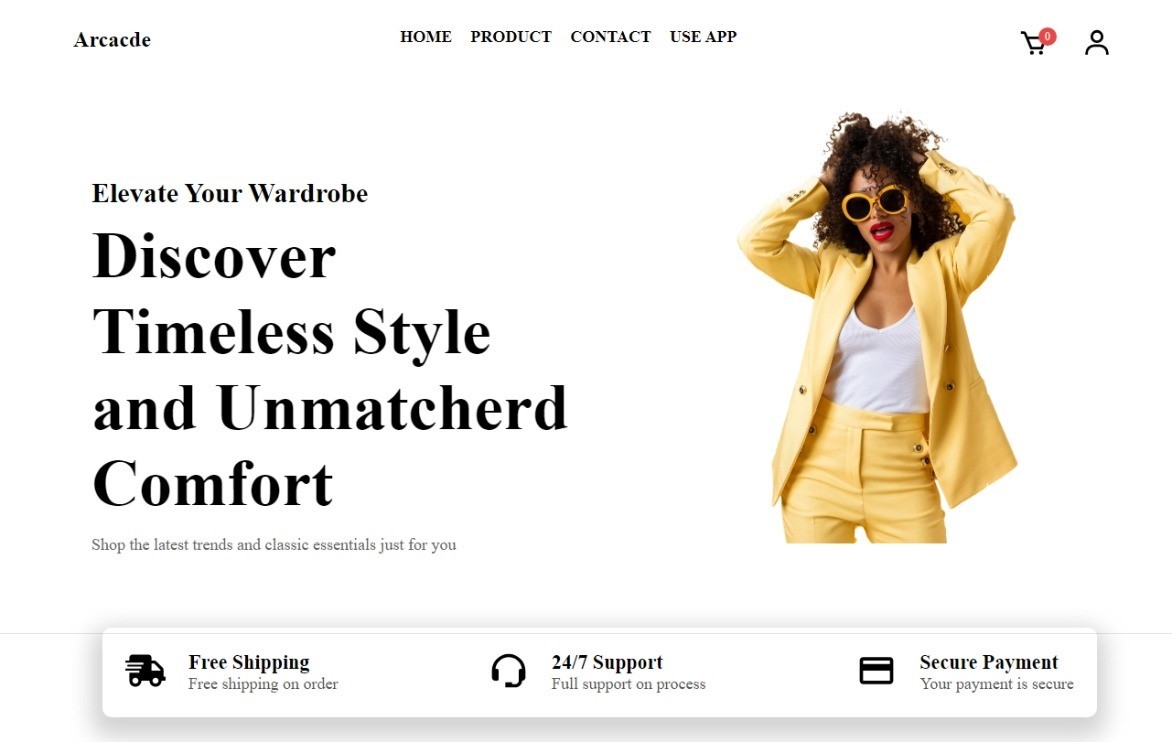 Arcacde
HOME PRODUCT CONTACT USE APP
0
Elevate Your Wardrobe
Discover
Timeless Style
and Unmatcherd
Comfort
Shop the latest trends and classic essentials just for you
Free Shipping
Free shipping on order
24/7 Support
Full support on process
Secure Payment
Your payment is secure